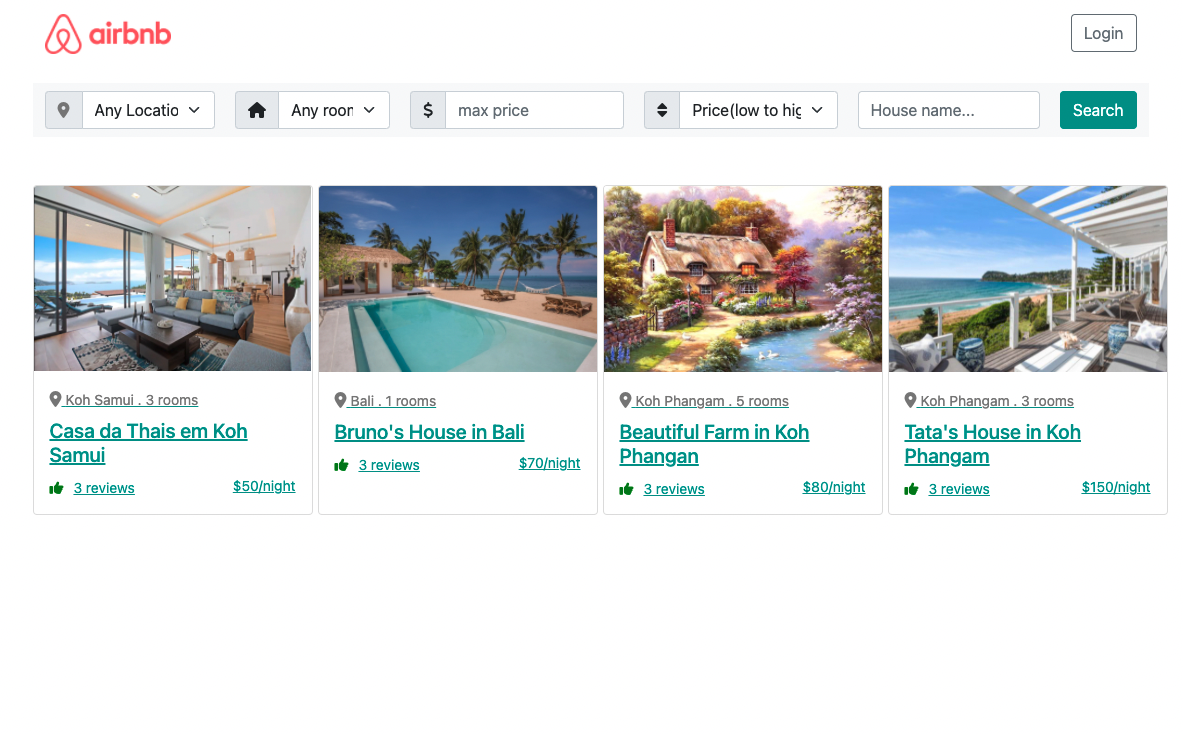 airbnb
Login
Any Locatio
Any roon
$
max price
Price(low to hig
House name...
Search
Koh Samui . 3 rooms
Casa da Thais em Koh
Samui
3 reviews
$50/night
Bali . 1 rooms
Bruno's House in Bali
3 reviews
$70/night
Koh Phangam . 5 rooms
Beautiful Farm in Koh
Phangan
3 reviews
$80/night
Koh Phangam . 3 rooms
Tata's House in Koh
Phangam
3 reviews
$150/night